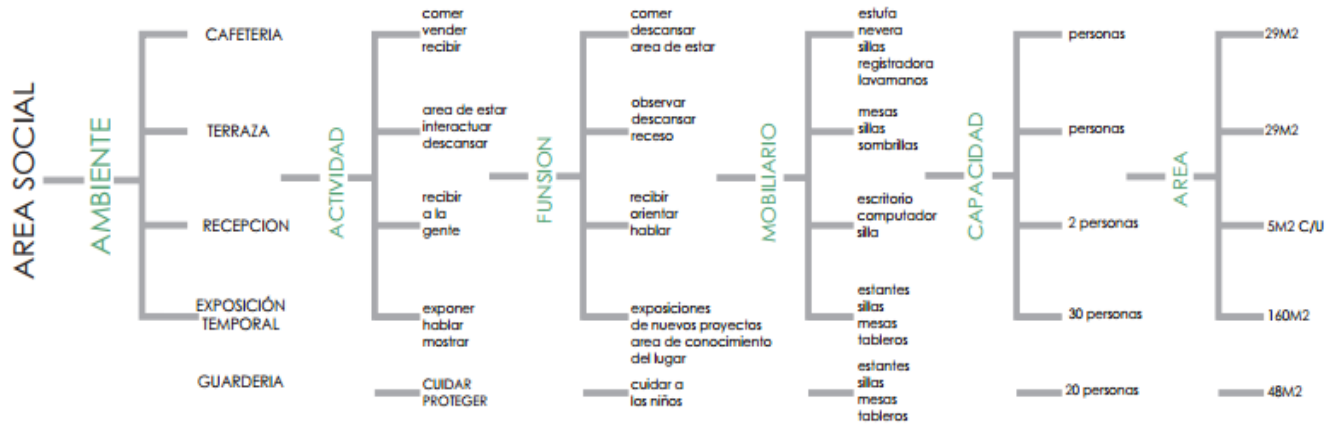 AREA SOCIAL
AMBIENTE
CAFETERIA
TERRAZA
RECEPCION
EXPOSICIÓN
TEMPORAL
GUARDERIA
ACTIVIDAD
comer
vender
recibir
area de estar
interactuar
descansar
recibir
a la
gente
exponer
hablar
mostrar
CUIDAR
PROTEGER
FUNSION
comer
descansar
area de estar
observar
descansar
receso
recibir
orientar
hablar
exposiciones
de nuevos proyectos
area de conocimiento
del lugar
cuidar a
los niños
MOBILIARIO
estufa
nevera
sillas
registradora
lavamanos
mesas
sillas
sombrillas
escritorio
computador
silla
estantes
sillas
mesas
tableros
estantes
sillas
mesas
tableros
CAPACIDAD
personas
personas
2 personas
30 personas
20 personas
AREA
29M2
29M2
5M2 C/U
160M2
48M2